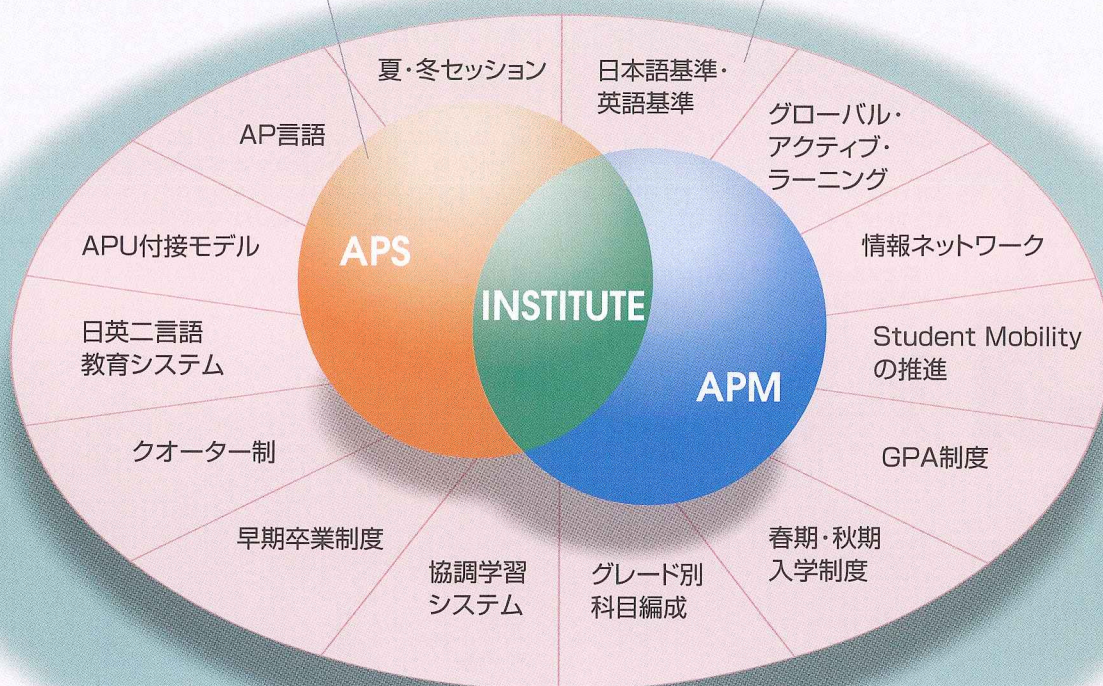 夏・冬セッション
日本語基準・
英語基準
グローバル・
アクティブ・
ラーニング
情報ネットワーク
Student Mobility
の推進
GPA制度
春期・秋期
入学制度
グレード別
科目編成
協調学習
システム
早期卒業制度
クオーター制
日英二言語
教育システム
APU付接モデル
AP言語
APS
INSTITUTE
APM